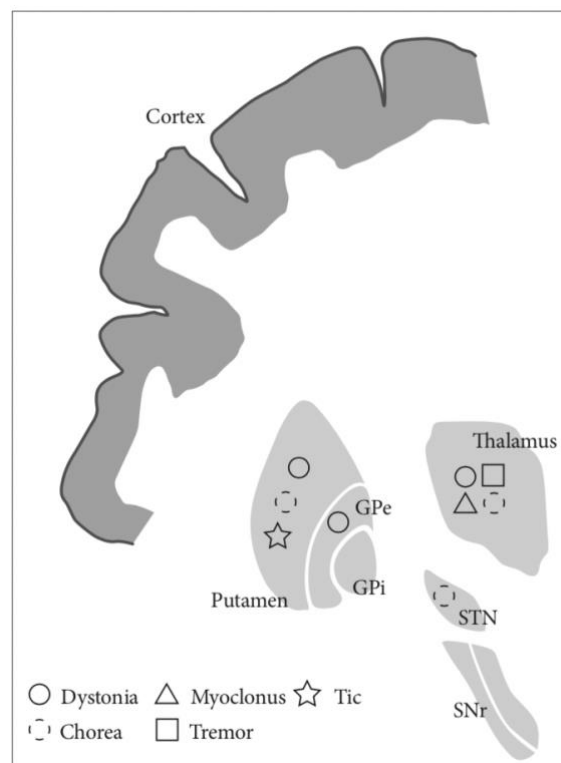 Cortex
Thalamus
GPe
Putamen
GPi
STN
SNr
Dystonia
Myoclonus
Tic
Chorea
Tremor